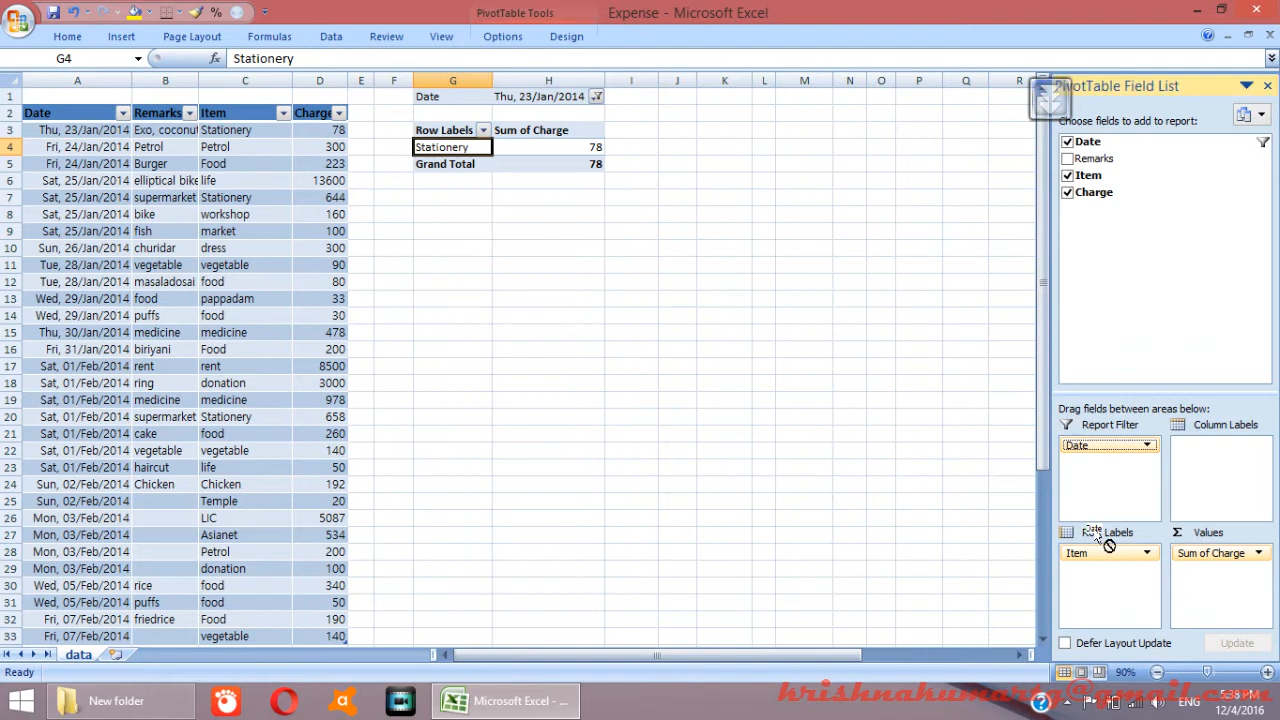 PivotTable Tools
Expense - Microsoft Excel
Home Insert Page Layout Formulas Data Review View Options Design
G4 fx Stationery
A B C D E F G H I J K L M N O P Q R
1 Date Thu, 23/Jan/2014
2 Date Remarks Item Charge
3 Thu, 23/Jan/2014 Exo, coconut Stationery 78 Row Labels Sum of Charge
4 Fri, 24/Jan/2014 Petrol Petrol 300 Stationery 78
5 Fri, 24/Jan/2014 Burger Food 223 Grand Total 78
6 Sat, 25/Jan/2014 elliptical bike life 13600
7 Sat, 25/Jan/2014 supermarket Stationery 644
8 Sat, 25/Jan/2014 bike workshop 160
9 Sat, 25/Jan/2014 fish market 100
10 Sun, 26/Jan/2014 churidar dress 300
11 Tue, 28/Jan/2014 vegetable vegetable 90
12 Tue, 28/Jan/2014 masaladosai food 80
13 Wed, 29/Jan/2014 food pappadam 33
14 Wed, 29/Jan/2014 puffs food 30
15 Thu, 30/Jan/2014 medicine medicine 478
16 Fri, 31/Jan/2014 biriyani Food 200
17 Sat, 01/Feb/2014 rent rent 8500
18 Sat, 01/Feb/2014 ring donation 3000
19 Sat, 01/Feb/2014 medicine medicine 978
20 Sat, 01/Feb/2014 supermarket Stationery 658
21 Sat, 01/Feb/2014 cake food 260
22 Sat, 01/Feb/2014 vegetable vegetable 140
23 Sat, 01/Feb/2014 haircut life 50
24 Sun, 02/Feb/2014 Chicken Chicken 192
25 Sun, 02/Feb/2014 Temple 20
26 Mon, 03/Feb/2014 LIC 5087
27 Mon, 03/Feb/2014 Asianet 534
28 Mon, 03/Feb/2014 Petrol 200
29 Mon, 03/Feb/2014 donation 100
30 Wed, 05/Feb/2014 rice food 340
31 Wed, 05/Feb/2014 puffs food 50
32 Fri, 07/Feb/2014 friedrice Food 190
33 Fri, 07/Feb/2014 vegetable 140
data
Ready
90%
PivotTable Field List
Choose fields to add to report:
Date
Remarks
Item
Charge
Drag fields between areas below:
Report Filter Column Labels
Date
Date
Labels Values
Item Sum of Charge
Defer Layout Update Update
New folder
Microsoft Excel - ...
ENG
5:38 PM
12/4/2016